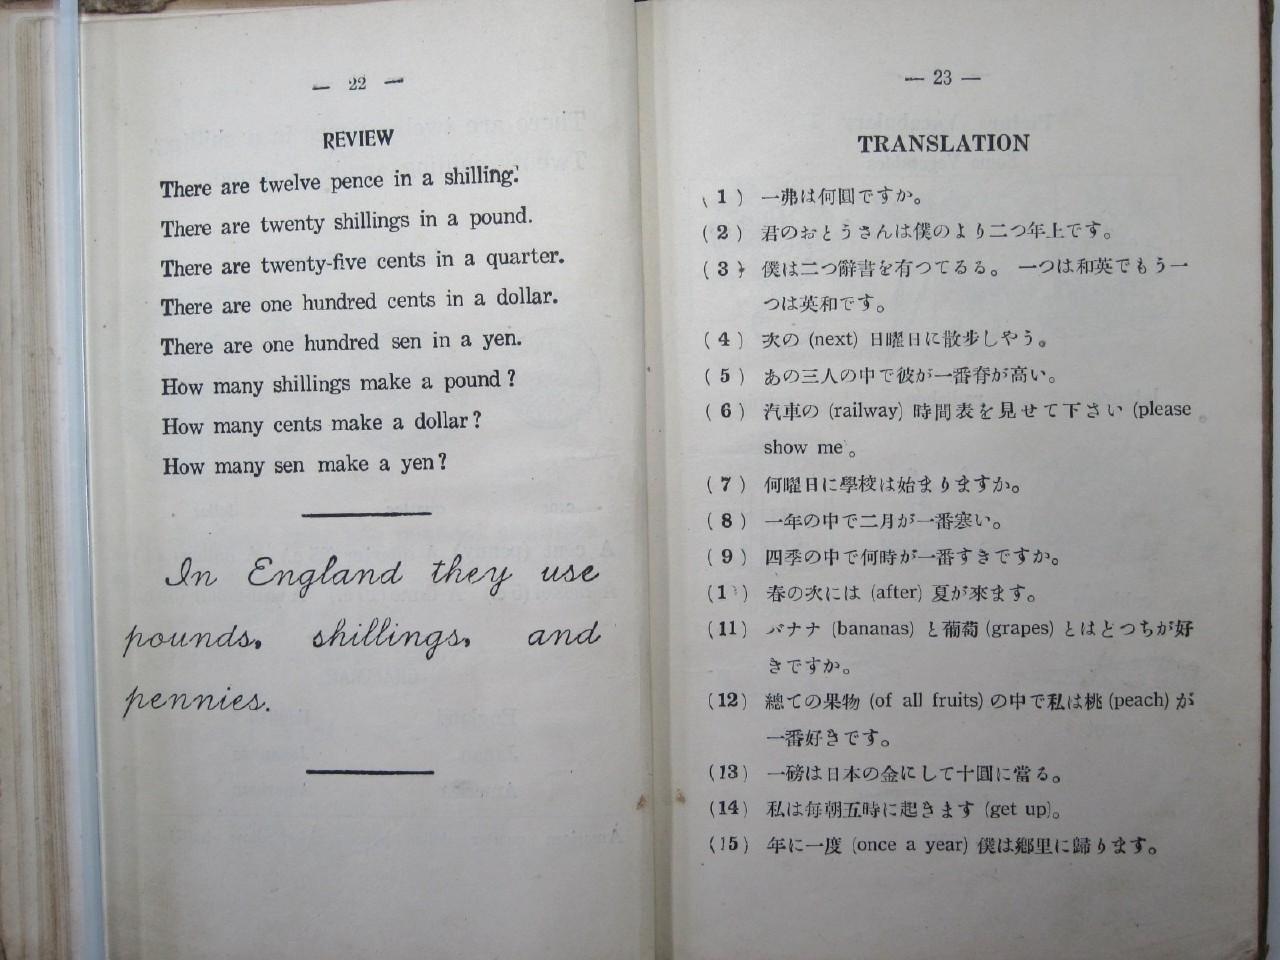 — 22 —
REVIEW
There are twelve pence in a shilling.
There are twenty shillings in a pound.
There are twenty-five cents in a quarter.
There are one hundred cents in a dollar.
There are one hundred sen in a yen.
How many shillings make a pound?
How many cents make a dollar?
How many sen make a yen?
In England they use
pounds, shillings, and
pennies.
— 23 —
TRANSLATION
(1) 一弗は何圓ですか。
(2) 君のおとうさんは僕のより二つ年上です。
(3) 僕は二つ辭書を有つてゐる。 一つは和英でもう一
つは英和です。
(4) 次の (next) 日曜日に散歩しやう。
(5) あの三人の中で彼が一番脊が高い。
(6) 汽車の (railway) 時間表を見せて下さい (please
show me)。
(7) 何曜日に學校は始まりますか。
(8) 一年の中で二月が一番寒い。
(9) 四季の中で何時が一番すきですか。
(10) 春の次には (after) 夏が來ます。
(11) バナナ (bananas) と葡萄 (grapes) とはどつちが好
きですか。
(12) 總ての果物 (of all fruits) の中で私は桃 (peach) が
一番好きです。
(13) 一磅は日本の金にして十圓に當る。
(14) 私は毎朝五時に起きます (get up)。
(15) 年に一度 (once a year) 僕は郷里に歸ります。